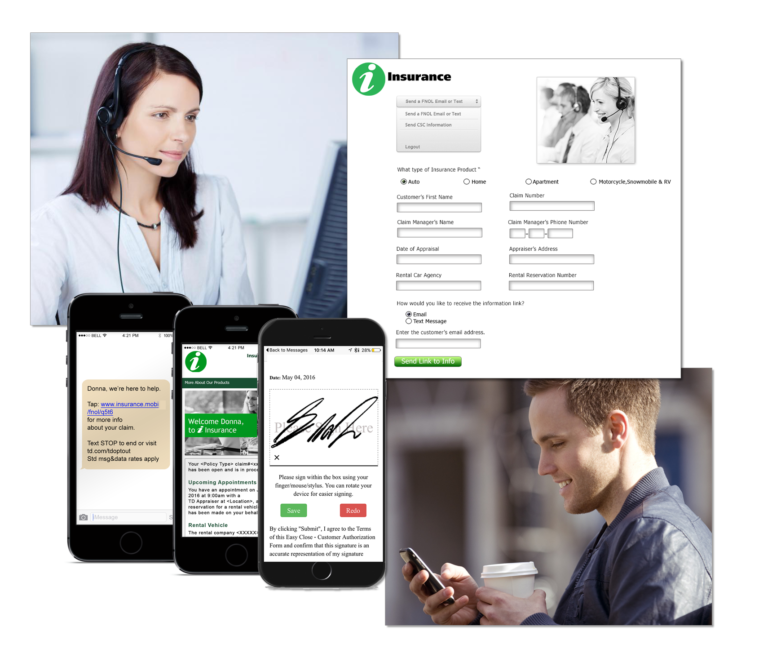 i Insurance
Send a FNOL Email or Text
Send a FNOL Email or Text
Send CSC Information
Logout
What type of Insurance Product *
Auto Home Apartment Motorcycle,Snowmobile & RV
Customer's First Name Claim Number
Claim Manager's Name Claim Manager's Phone Number
Date of Appraisal Appraiser's Address
Rental Car Agency Rental Reservation Number
How would you like to receive the information link?
Email
Text Message
Enter the customer's email address.
Send Link to Info
BELL 4:21 PM 100%
Donna, we're here to help.
Tap: www.insurance.mobi
/fnol/q5t6
for more info
about your claim.
Text STOP to end or visit
td.com/tdoptout
Std msg&data rates apply
iMessage
BELL 4:21 PM
i Insu
More About Our Products
Welcome Donna,
to i Insurance
Your <Policy Type> claim#<x
has been open and is in proc
Upcoming Appointments
You have an appointment on
2016 at 9:00am with a
TD Appraiser at <Location>,
reservation for a rental vehicl
has been made on your behal
Rental Vehicle
The rental company <XXXXX
Back to Messages 10:16 AM 28%
Date: May 04, 2016
Here
×
Please sign within the box using your
finger/mouse/stylus. You can rotate your
device for easier signing.
Save Redo
By clicking "Submit", I agree to the Terms
of this Easy Close - Customer Authorization
Form and confirm that this signature is an
accurate representation of my signature